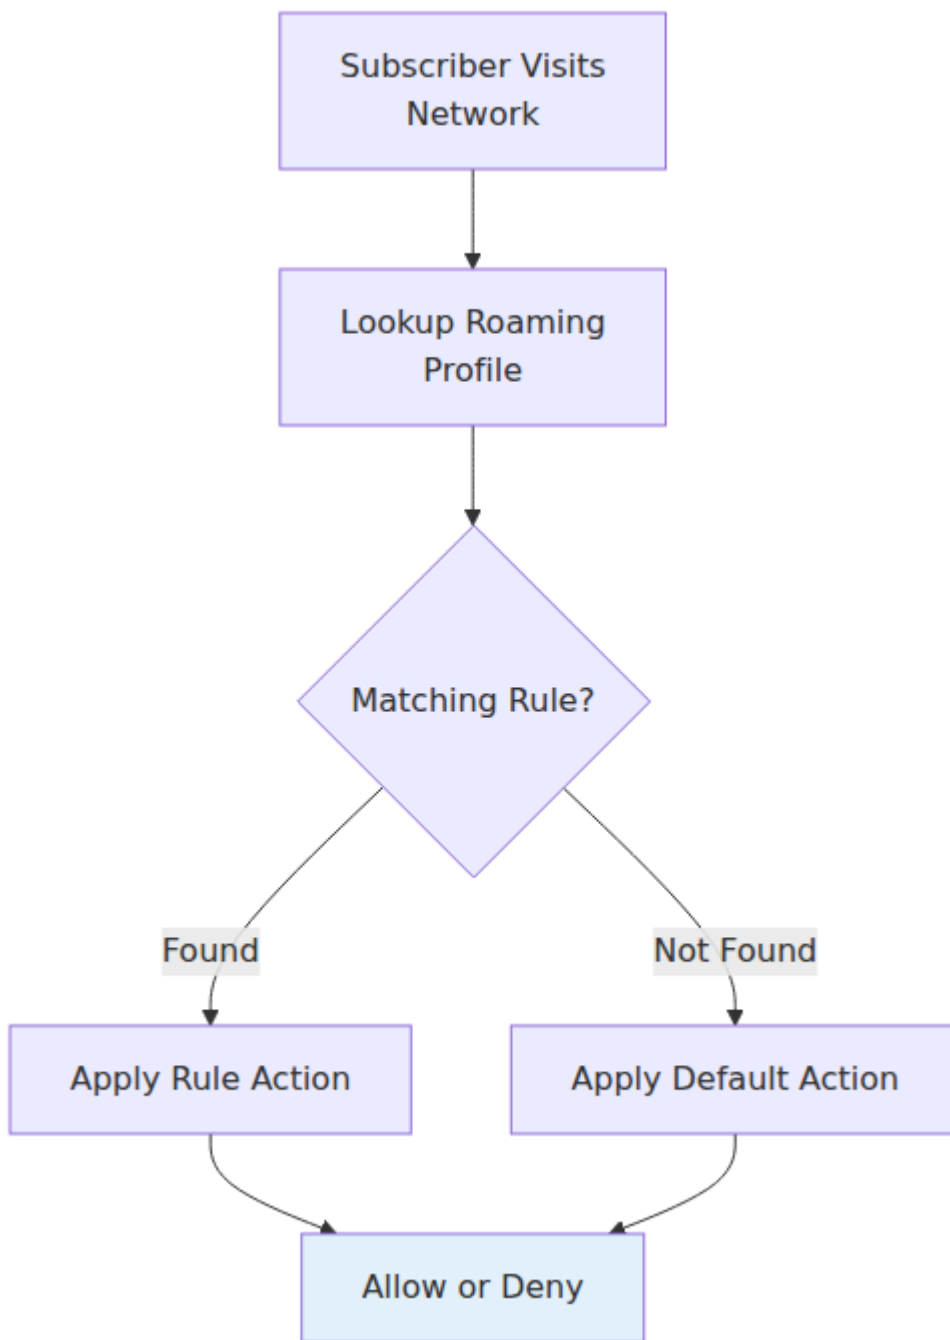 Subscriber Visits
Network
Lookup Roaming
Profile
Matching Rule?
Found
Not Found
Apply Rule Action
Apply Default Action
Allow or Deny